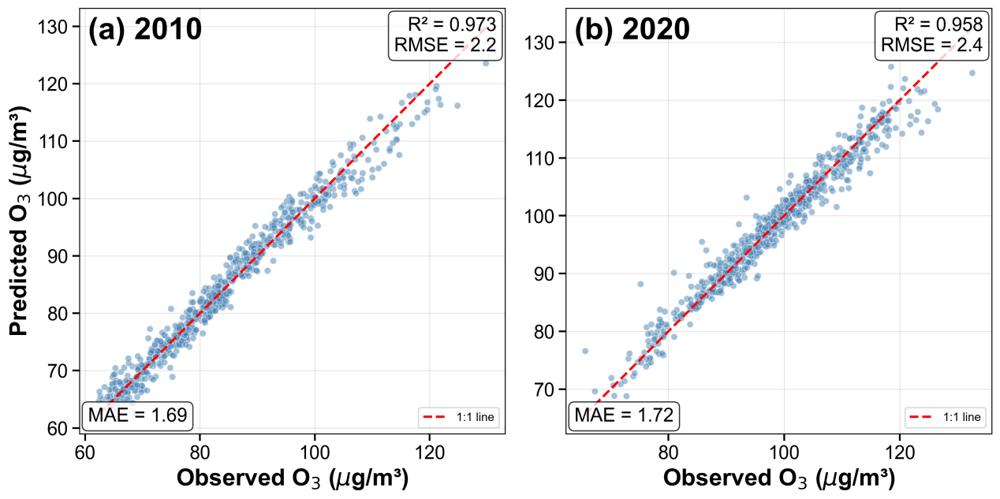 (a) 2010
R² = 0.973
RMSE = 2.2
130
120
110
100
90
80
70
60
Predicted O₃ (μg/m³)
MAE = 1.69
1:1 line
60
80
100
120
Observed O₃ (μg/m³)
(b) 2020
R² = 0.958
RMSE = 2.4
130
120
110
100
90
80
70
MAE = 1.72
1:1 line
80
100
120
Observed O₃ (μg/m³)